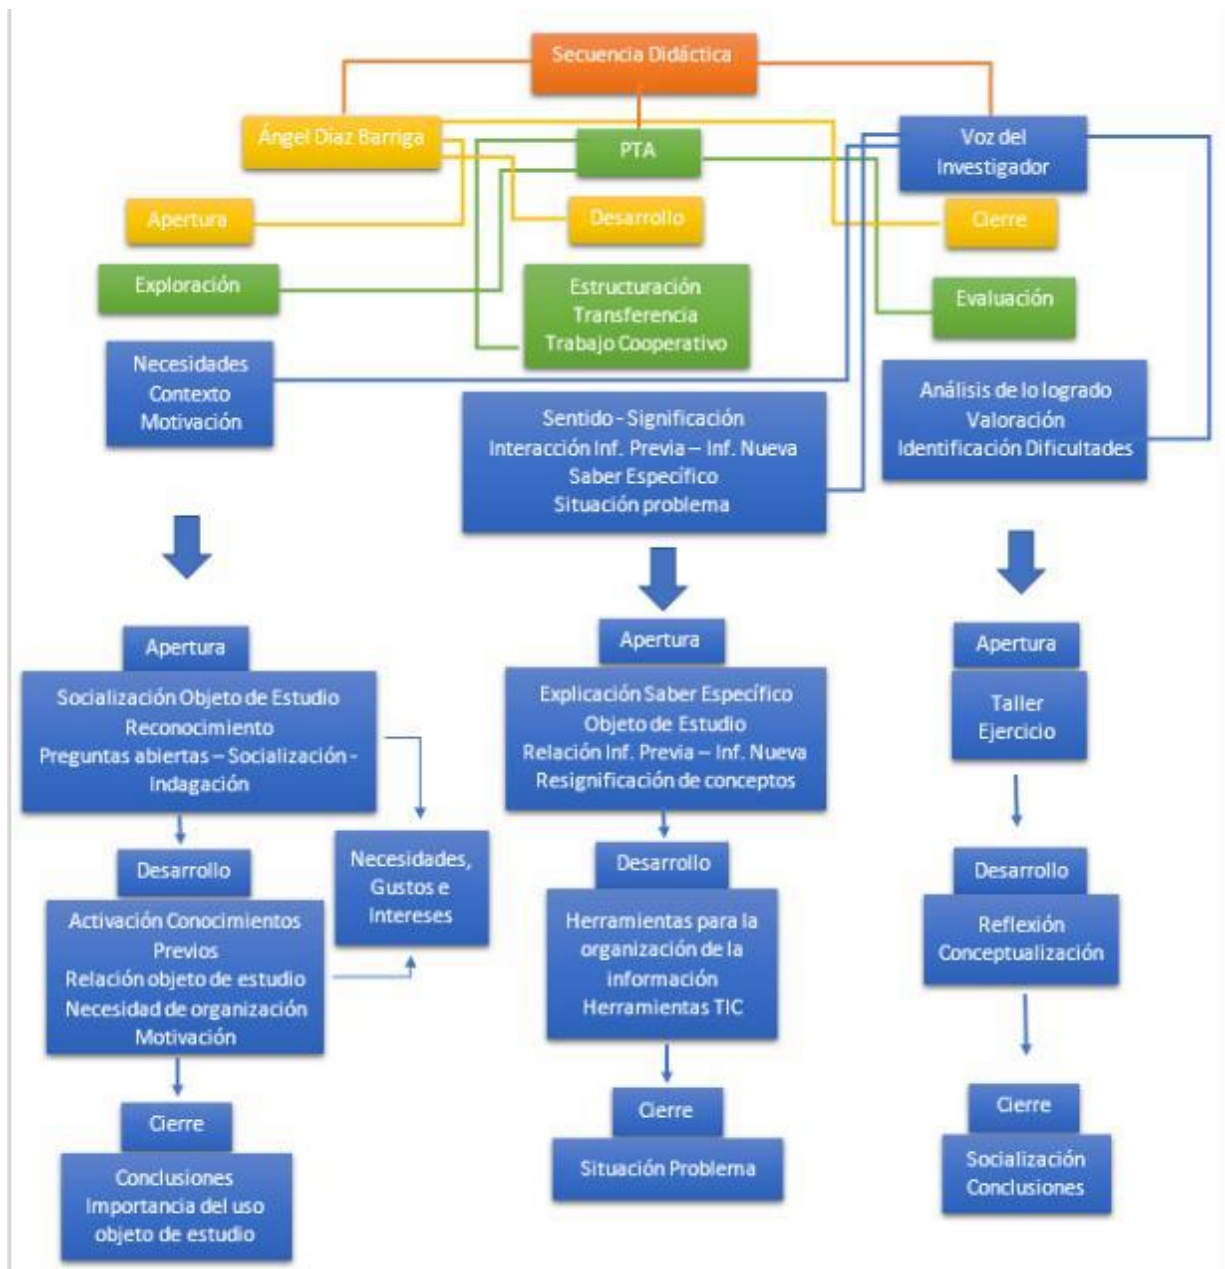 Secuencia Didáctica
Ángel Díaz Barriga
PTA
Voz del
Investigador
Apertura
Desarrollo
Cierre
Exploración
Estructuración
Transferencia
Trabajo Cooperativo
Evaluación
Necesidades
Contexto
Motivación
Sentido - Significación
Interacción Inf. Previa – Inf. Nueva
Saber Específico
Situación problema
Análisis de lo logrado
Valoración
Identificación Dificultades
Apertura
Socialización Objeto de Estudio
Reconocimiento
Preguntas abiertas – Socialización -
Indagación
Desarrollo
Activación Conocimientos
Previos
Relación objeto de estudio
Necesidad de organización
Motivación
Necesidades,
Gustos e
Intereses
Cierre
Conclusiones
Importancia del uso
objeto de estudio
Apertura
Explicación Saber Específico
Objeto de Estudio
Relación Inf. Previa – Inf. Nueva
Resignificación de conceptos
Desarrollo
Herramientas para la
organización de la
información
Herramientas TIC
Cierre
Situación Problema
Apertura
Taller
Ejercicio
Desarrollo
Reflexión
Conceptualización
Cierre
Socialización
Conclusiones